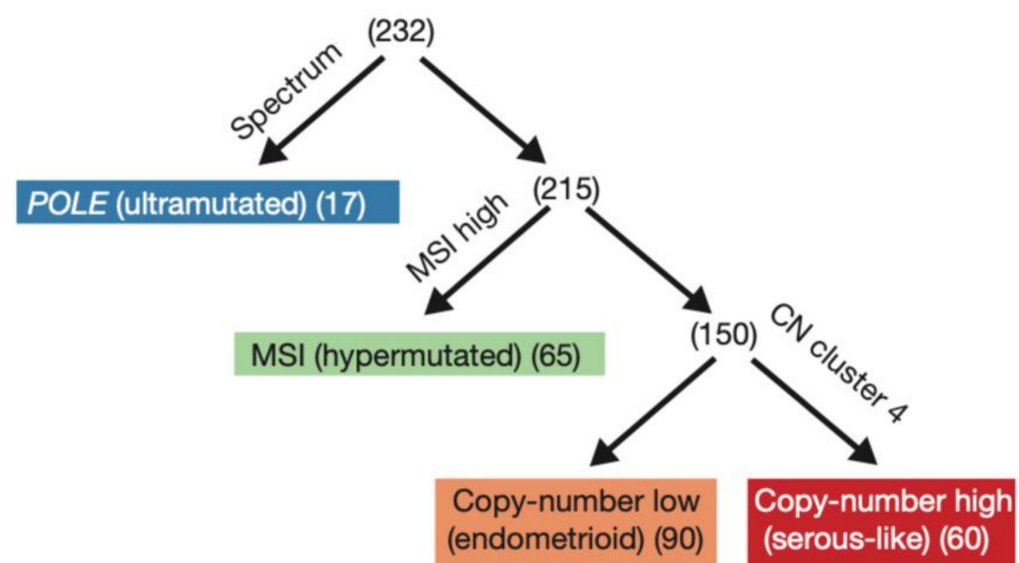 (232)
Spectrum
POLE (ultramutated) (17)
(215)
MSI high
MSI (hypermutated) (65)
(150)
CN cluster 4
Copy-number low
(endometrioid) (90)
Copy-number high
(serous-like) (60)